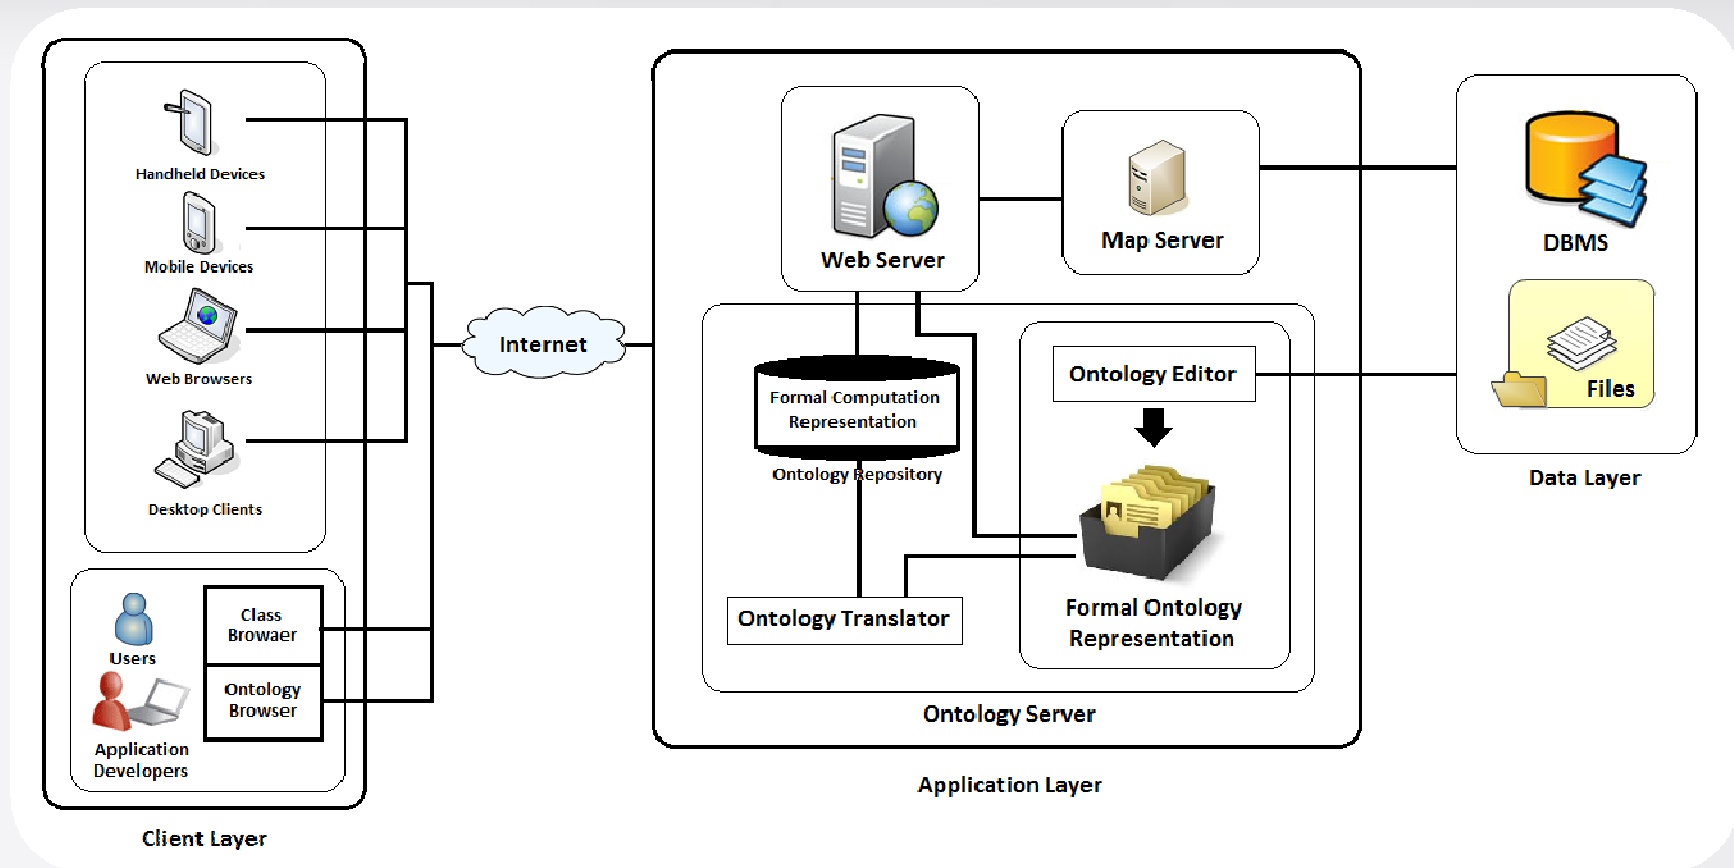 Handheld Devices
Mobile Devices
Web Browsers
Desktop Clients
Users
Class
Browaer
Ontology
Browser
Application
Developers
Client Layer
Internet
Web Server
Map Server
Formal Computation
Representation
Ontology Repository
Ontology Translator
Ontology Editor
Formal Ontology
Representation
Ontology Server
Application Layer
DBMS
Files
Data Layer